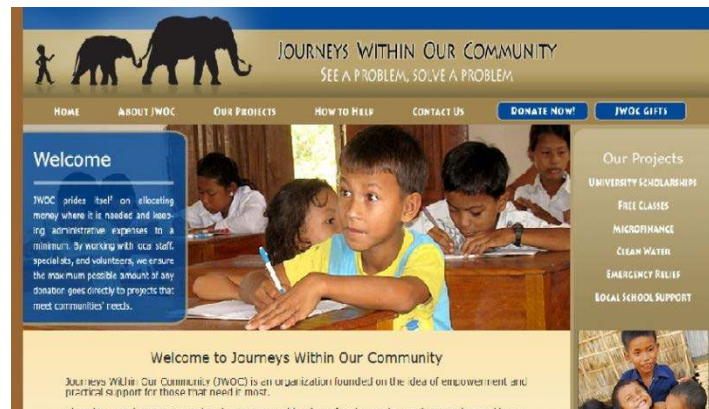 JOURNEYS WITHIN OUR COMMUNITY
SEE A PROBLEM, SOLVE A PROBLEM
HOME ABOUT JWOC OUR PROJECTS HOW TO HELP CONTACT US DONATE NOW! JWOC GIFTS
Welcome
JWOC prides itself on allocating
money where it is needed and keep-
ing administrative expenses to a
minimum. By working with local staff,
specialists, and volunteers, we ensure
the maximum possible amount of any
donation goes directly to projects that
meet communities' needs.
Our Projects
UNIVERSITY SCHOLARSHIPS
FREE CLASSES
MICROFINANCE
CLEAN WATER
EMERGENCY RELIEF
LOCAL SCHOOL SUPPORT
Welcome to Journeys Within Our Community
Journeys Within Our Community (JWOC) is an organization founded on the idea of empowerment and
practical support for those that need it most.